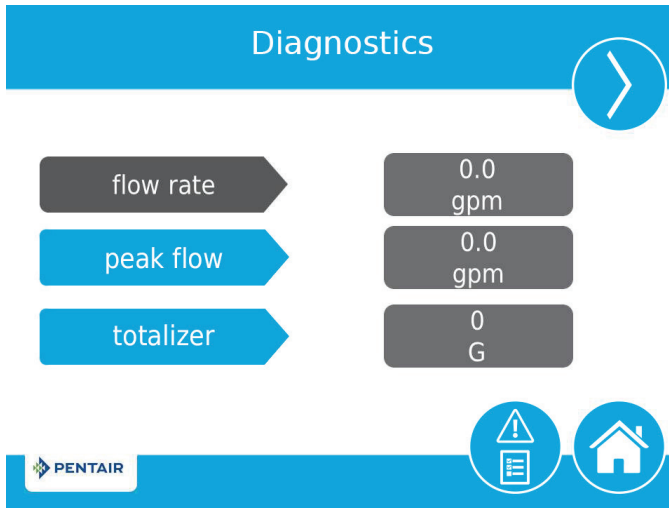 Diagnostics
flow rate
0.0
gpm
peak flow
0.0
gpm
totalizer
0
G
PENTAIR